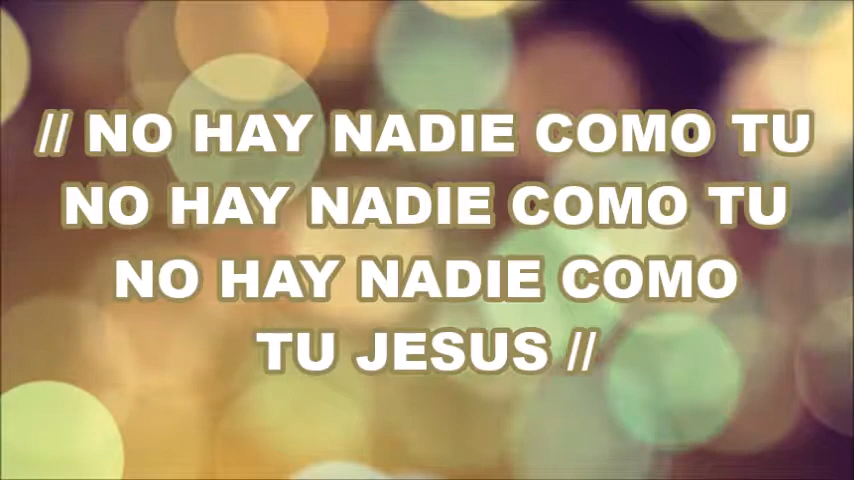 // NO HAY NADIE COMO TU
NO HAY NADIE COMO TU
NO HAY NADIE COMO
TU JESUS //